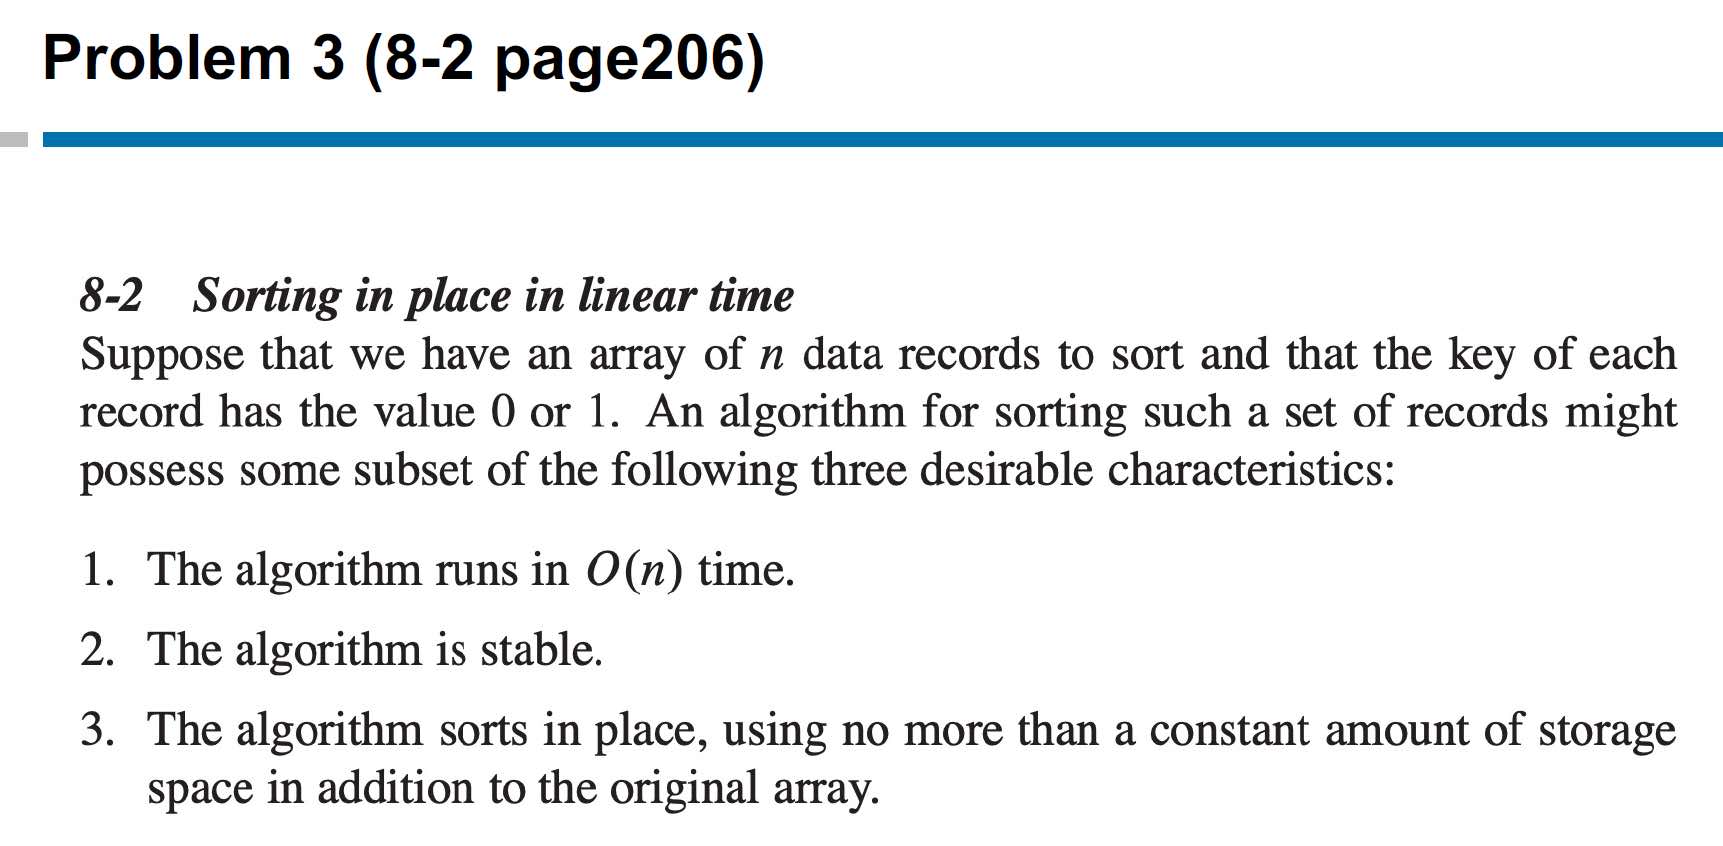 Problem 3 (8-2 page206)
8-2 Sorting in place in linear time
Suppose that we have an array of n data records to sort and that the key of each
record has the value 0 or 1. An algorithm for sorting such a set of records might
possess some subset of the following three desirable characteristics:
1. The algorithm runs in O(n) time.
2. The algorithm is stable.
3. The algorithm sorts in place, using no more than a constant amount of storage
space in addition to the original array.